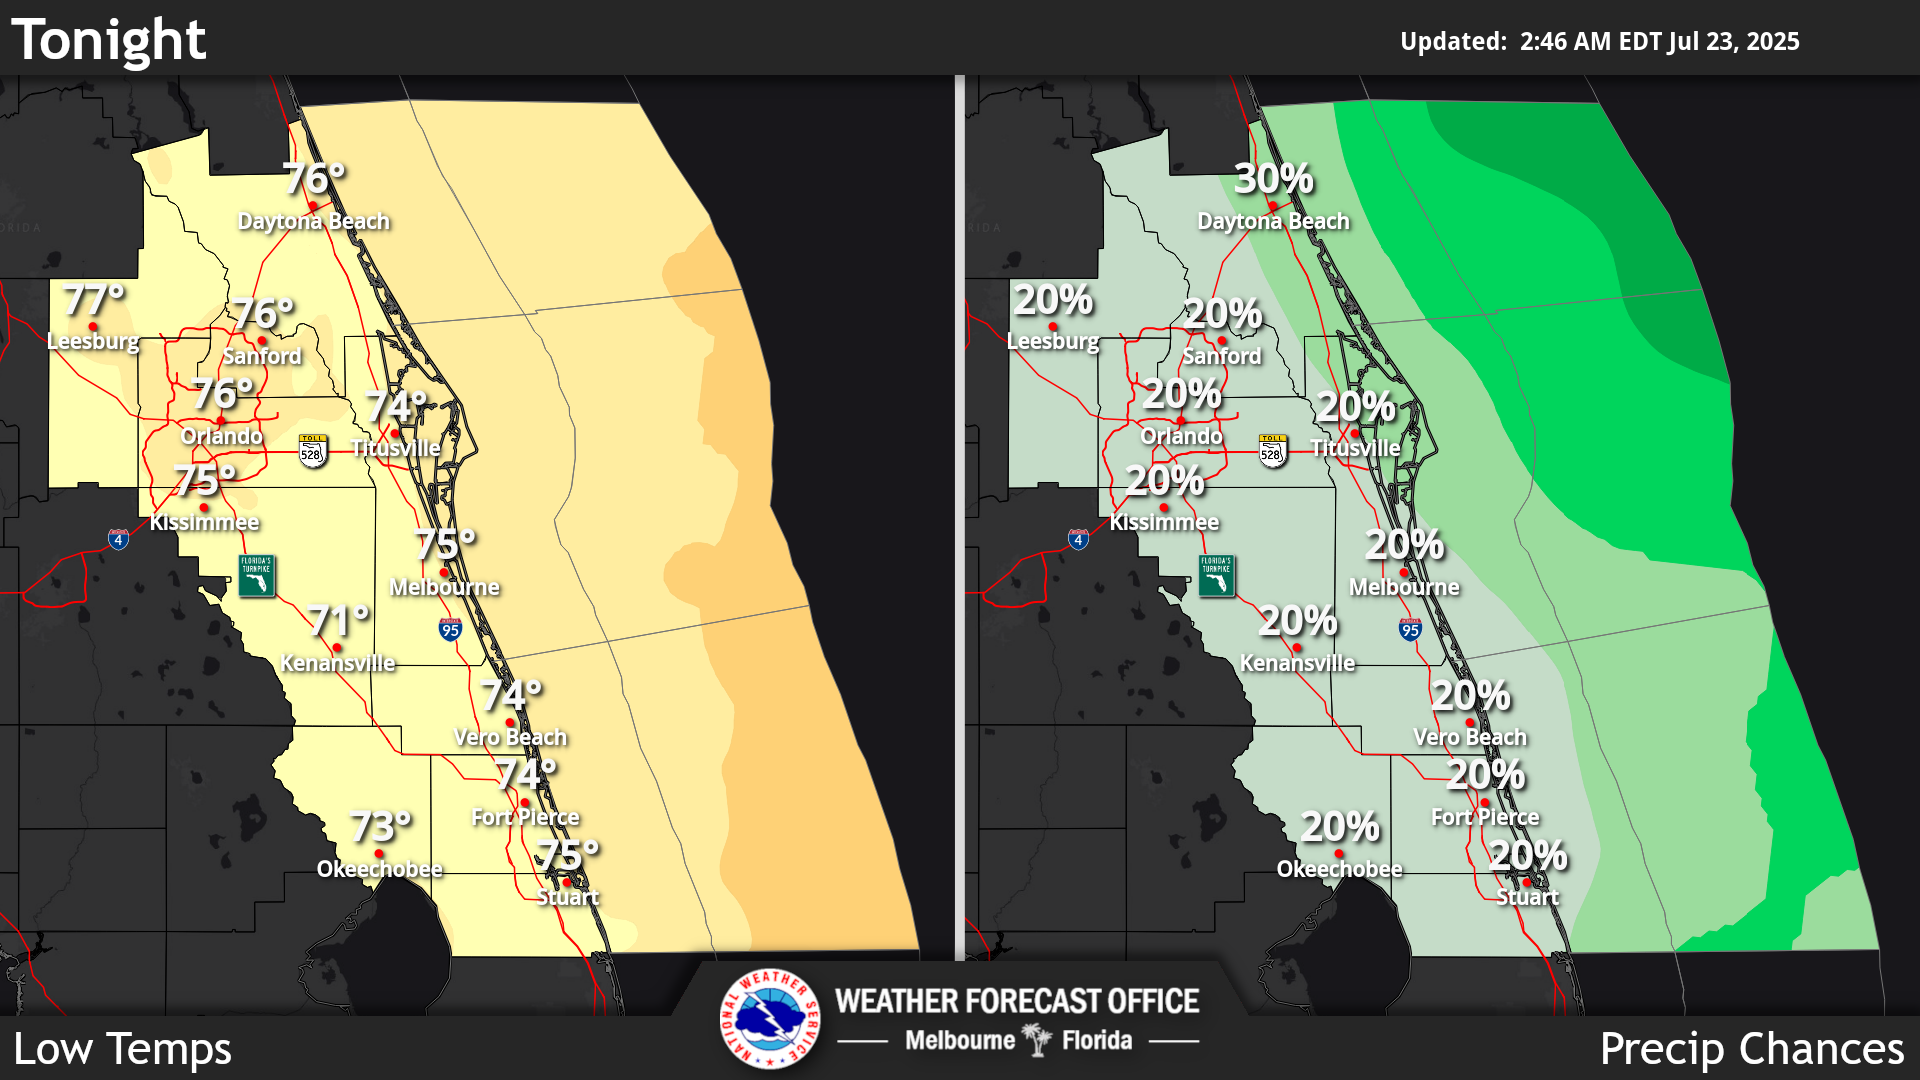 Tonight
Updated: 2:46 AM EDT Jul 23, 2025
76°
Daytona Beach
77°
Leesburg
76°
Sanford
76°
Orlando
74°
Titusville
TOLL
528
75°
Kissimmee
4
FLORIDA'S
TURNPIKE
75°
Melbourne
71°
Kenansville
95
74°
Vero Beach
74°
Fort Pierce
73°
Okeechobee
75°
Stuart
30%
Daytona Beach
20%
Leesburg
20%
Sanford
20%
Orlando
20%
Titusville
TOLL
528
20%
Kissimmee
4
FLORIDA'S
TURNPIKE
20%
Melbourne
20%
Kenansville
95
20%
Vero Beach
20%
Fort Pierce
20%
Okeechobee
20%
Stuart
Low Temps
NATIONAL WEATHER SERVICE
WEATHER FORECAST OFFICE
Melbourne Florida
Precip Chances